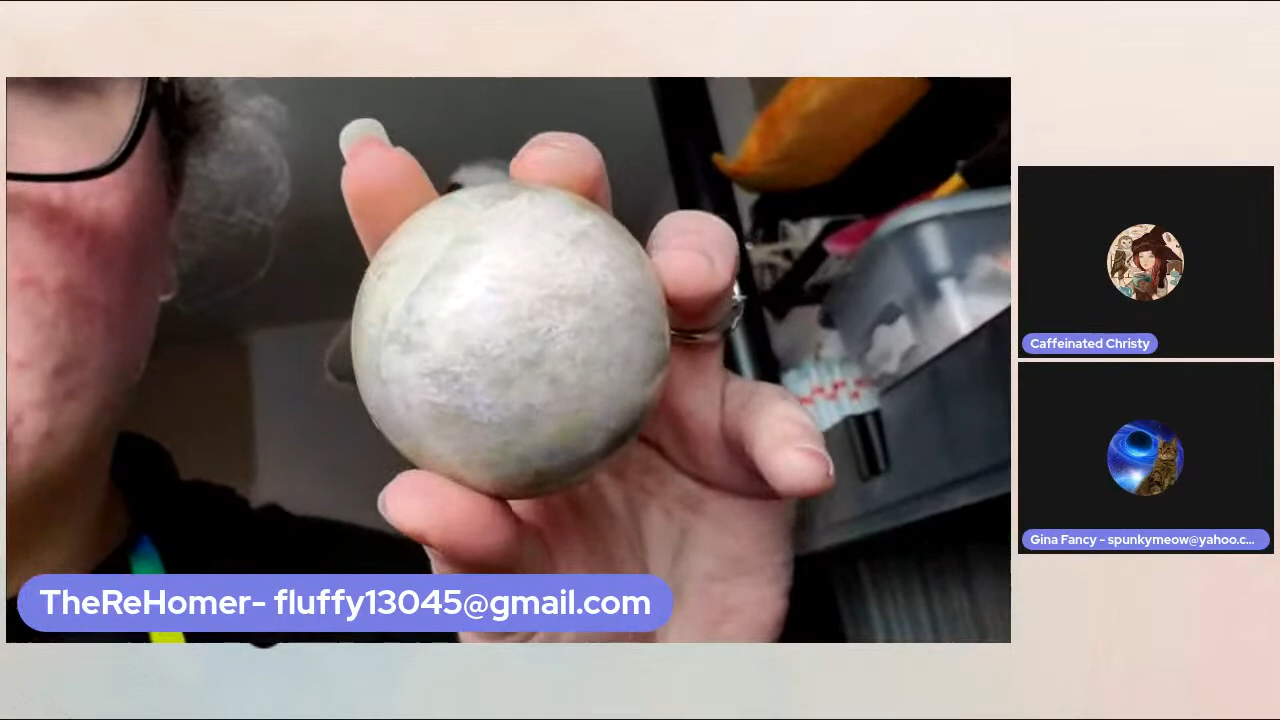 TheReHomer- fluffy13045@gmail.com
Caffeinated Christy
Gina Fancy - spunkymeow@yahoo.c...